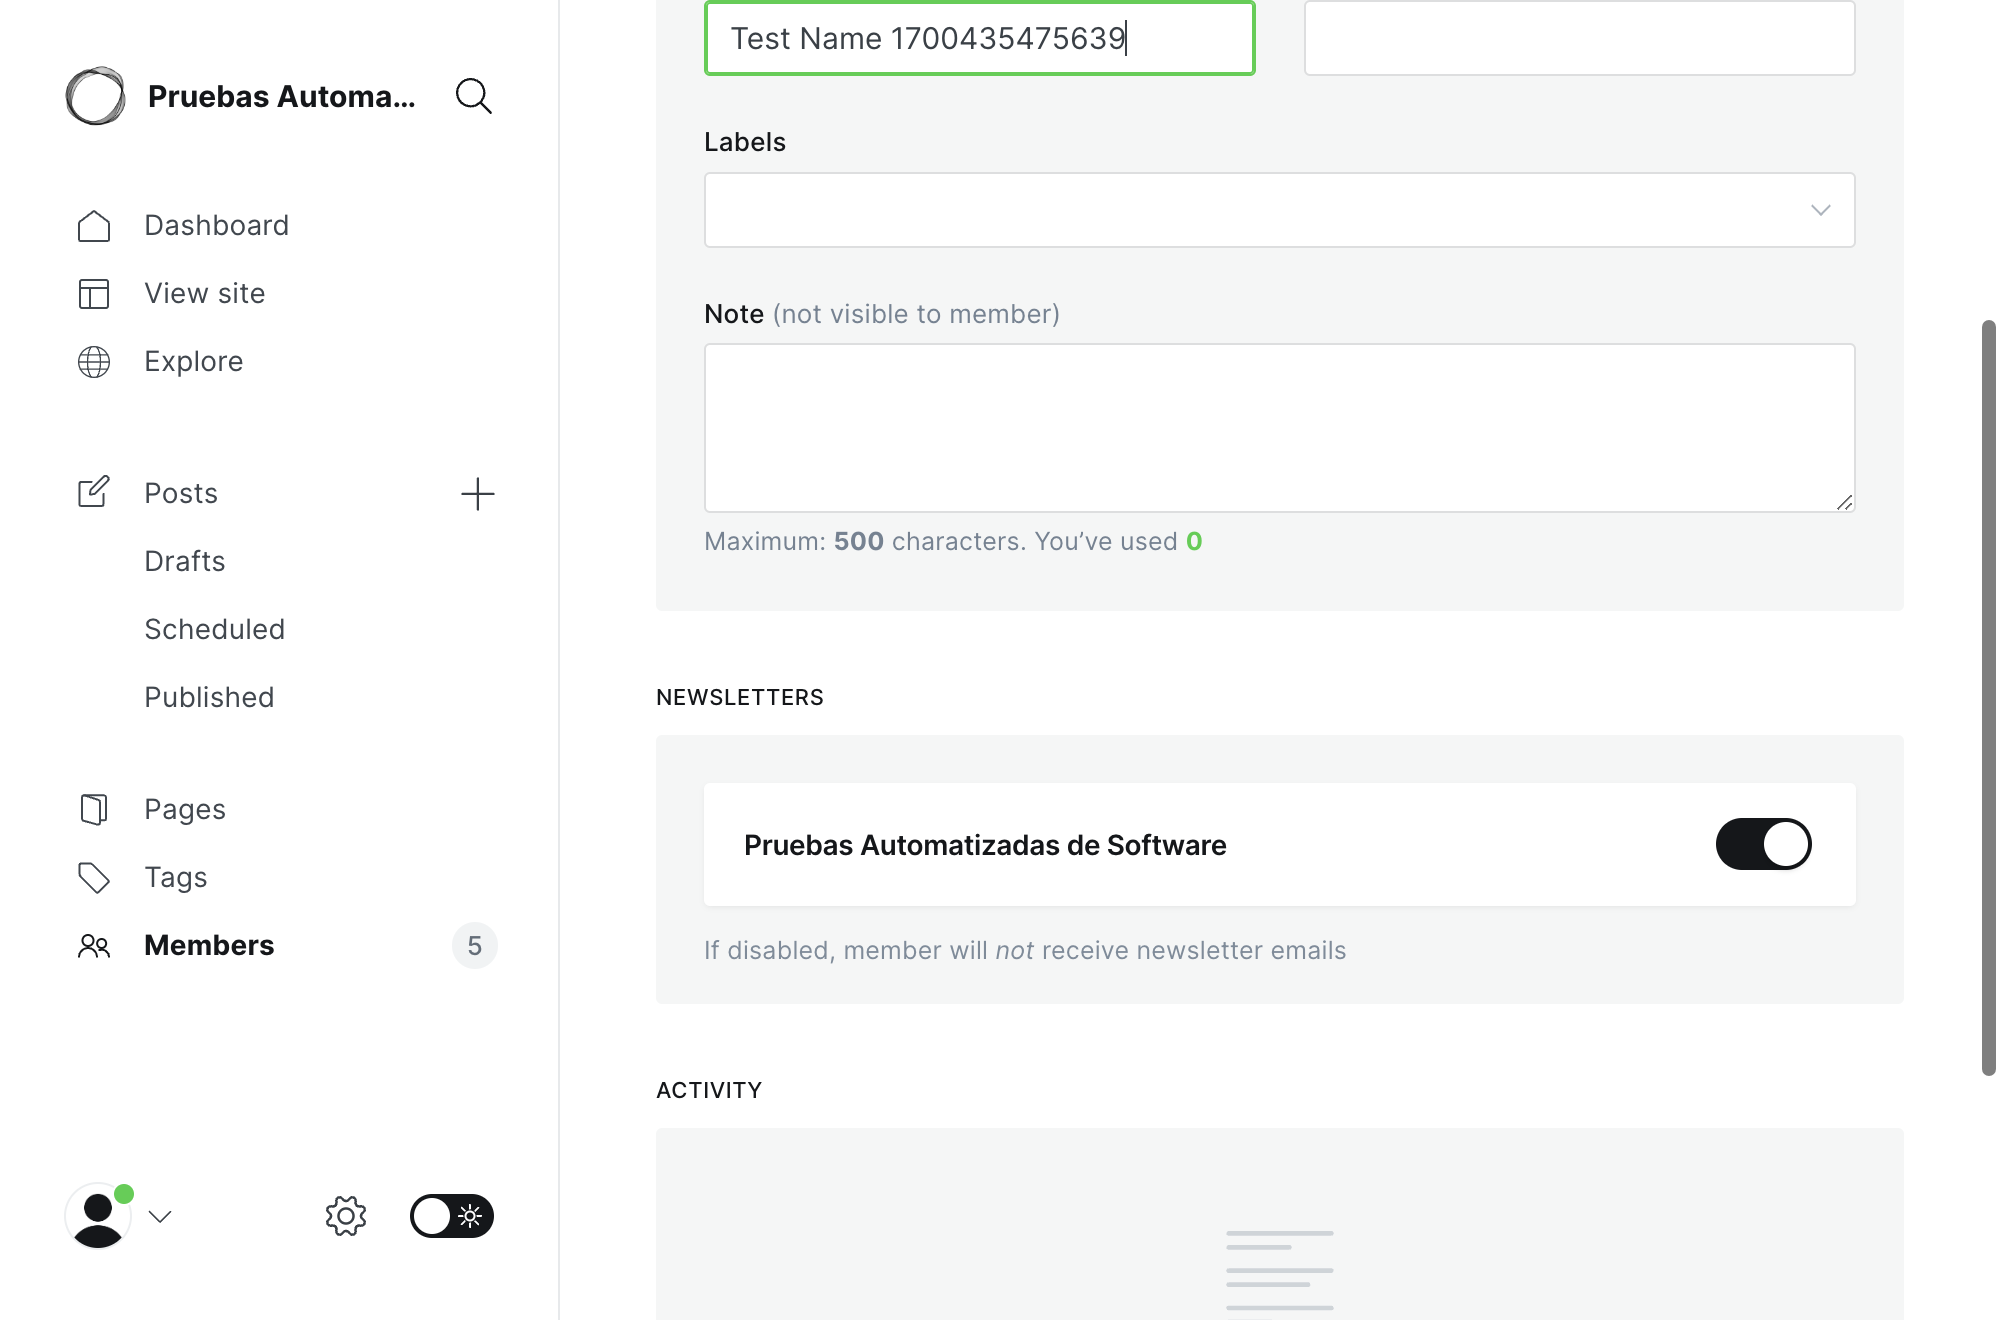 Pruebas Automa...
Dashboard
View site
Explore
Posts
Drafts
Scheduled
Published
Pages
Tags
Members
5
Test Name 1700435475639
Labels
Note (not visible to member)
Maximum: 500 characters. You’ve used 0
NEWSLETTERS
Pruebas Automatizadas de Software
If disabled, member will not receive newsletter emails
ACTIVITY